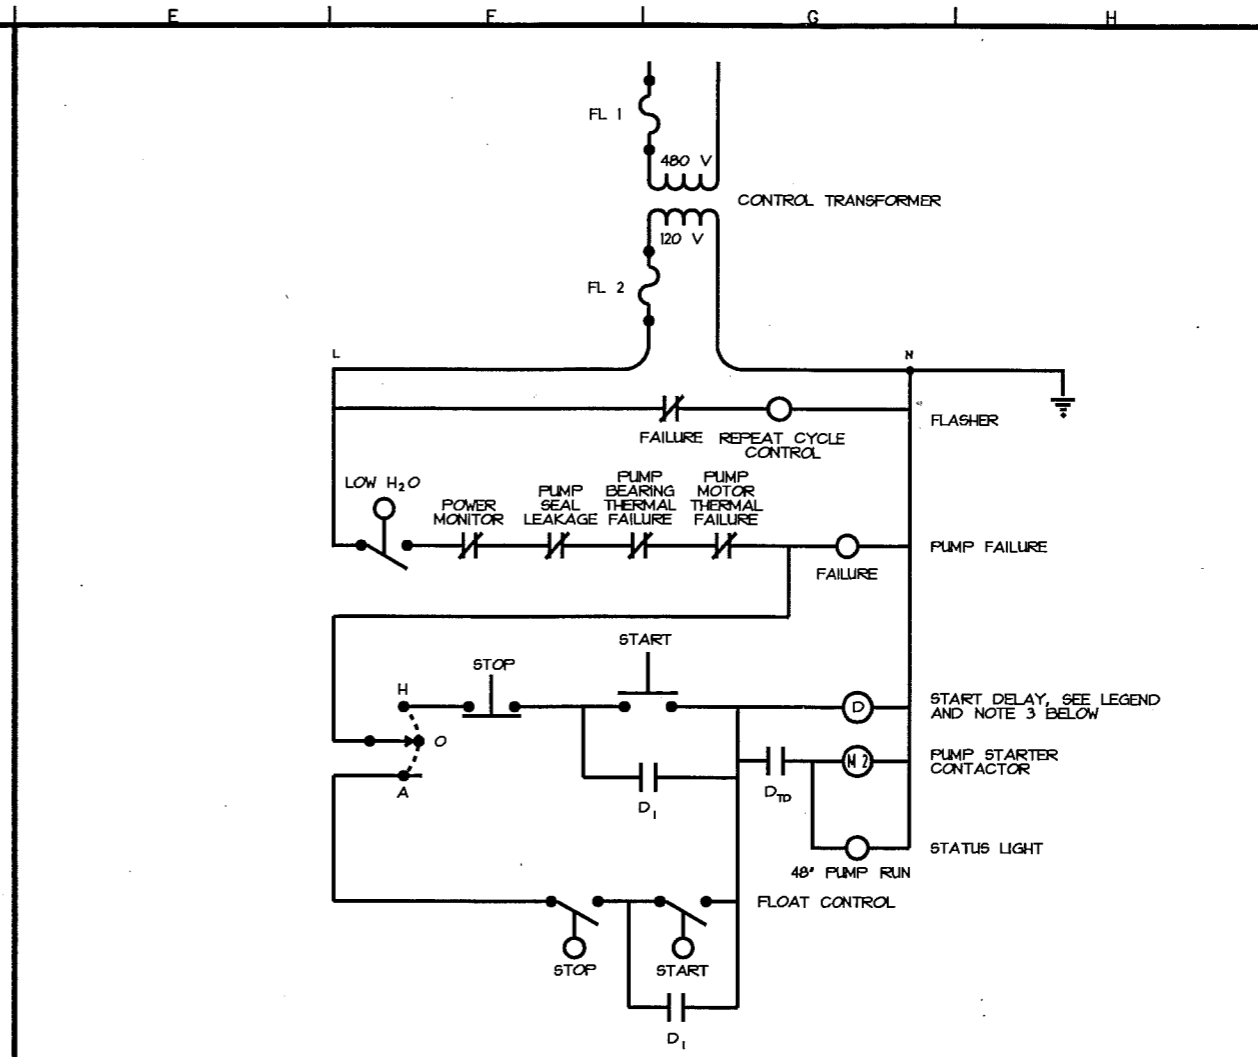 E F G H
FL 1
480 V
CONTROL TRANSFORMER
120 V
FL 2
L N
FLASHER
FAILURE REPEAT CYCLE
CONTROL
LOW H₂O
POWER
MONITOR
PUMP
SEAL
LEAKAGE
PUMP
BEARING
THERMAL
FAILURE
PUMP
MOTOR
THERMAL
FAILURE
PUMP FAILURE
FAILURE
START
STOP
H
O
A
D
START DELAY, SEE LEGEND
AND NOTE 3 BELOW
M 2
PUMP STARTER
CONTACTOR
D₁
D_TD
STATUS LIGHT
48" PUMP RUN
FLOAT CONTROL
STOP START
D₁